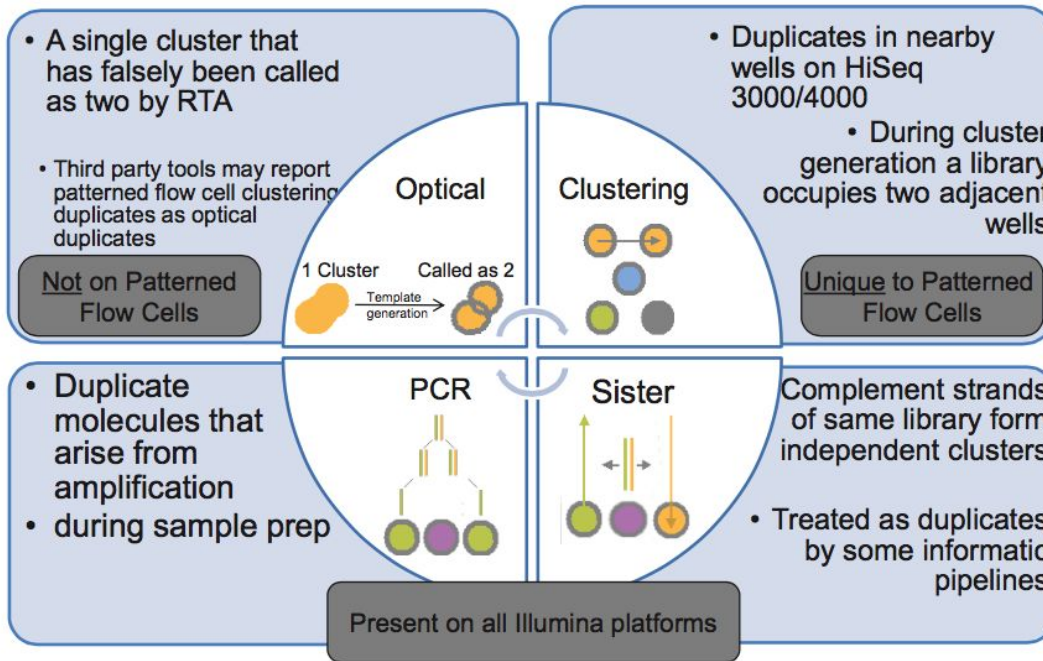 • A single cluster that
has falsely been called
as two by RTA
• Third party tools may report
patterned flow cell clustering
duplicates as optical
duplicates
Not on Patterned
Flow Cells
Optical
1 Cluster
Called as 2
Template
generation
• Duplicates in nearby
wells on HiSeq
3000/4000
• During cluster
generation a library
occupies two adjacent
wells
Clustering
Unique to Patterned
Flow Cells
• Duplicate
molecules that
arise from
amplification
• during sample prep
PCR
Sister
Complement strands
of same library form
independent clusters
• Treated as duplicates
by some informatic
pipelines
Present on all Illumina platforms